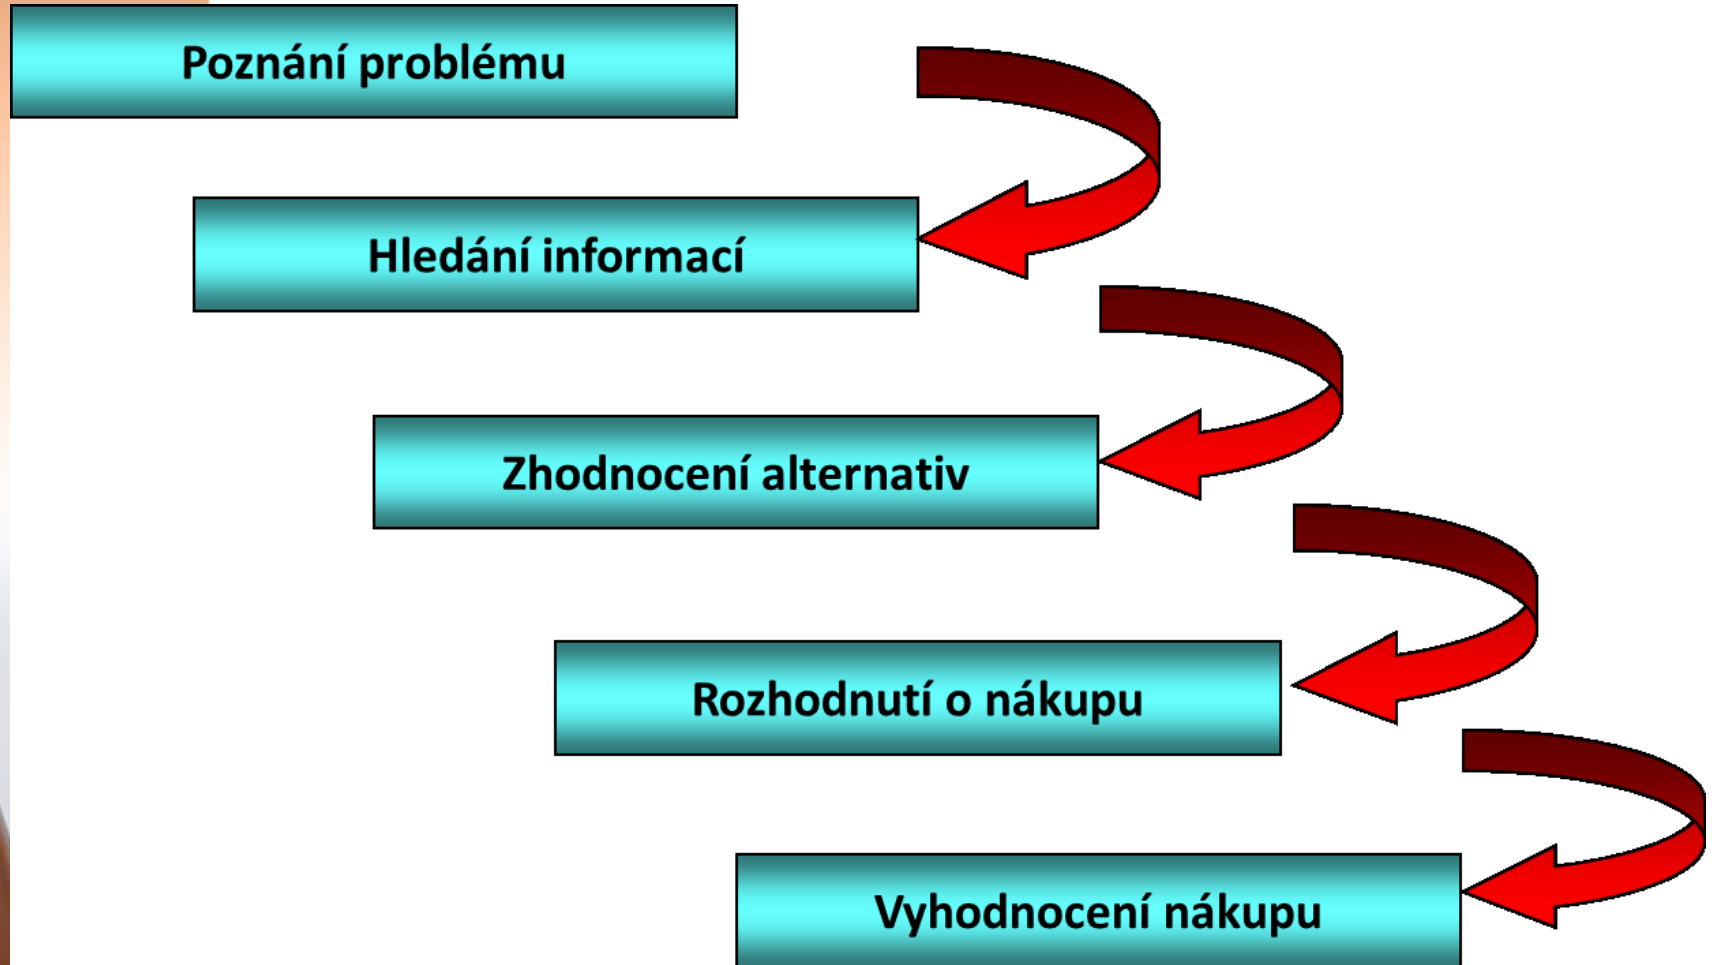 Poznání problému
Hledání informací
Zhodnocení alternativ
Rozhodnutí o nákupu
Vyhodnocení nákupu